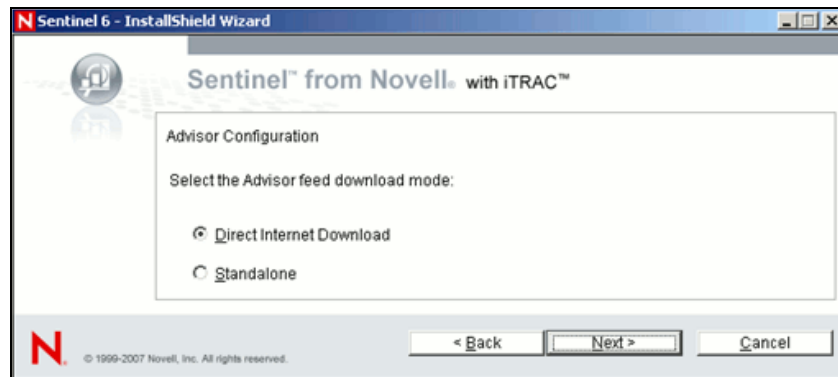 N Sentinel 6 - InstallShield Wizard
Sentinel™ from Novell® with iTRAC™
Advisor Configuration
Select the Advisor feed download mode:
Direct Internet Download
Standalone
N. © 1999-2007 Novell, Inc. All rights reserved.
< Back Next > Cancel